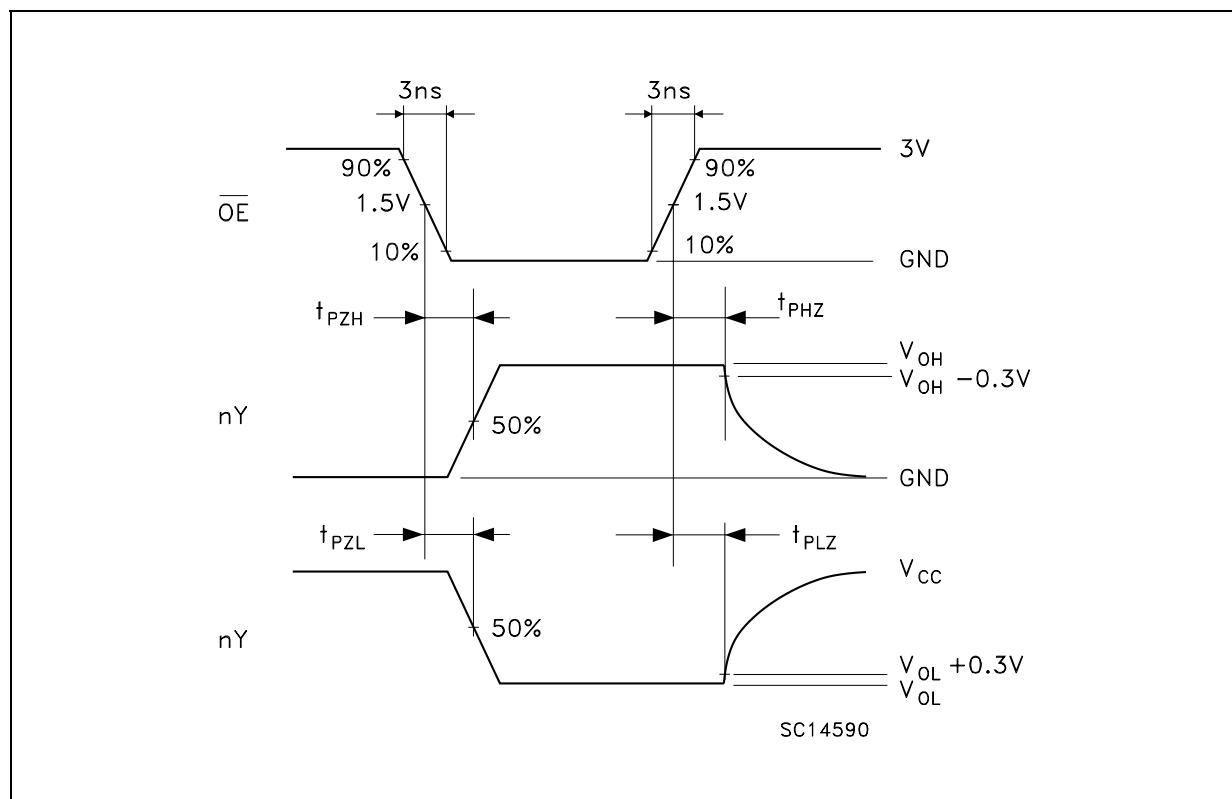 3ns 3ns
3V
90% 90%
1.5V 1.5V
OE
10% 10%
GND
tPZH tPHZ
VOH
VOH −0.3V
nY
50%
GND
tPZL tPLZ
VCC
50%
nY
VOL +0.3V
VOL
SC14590